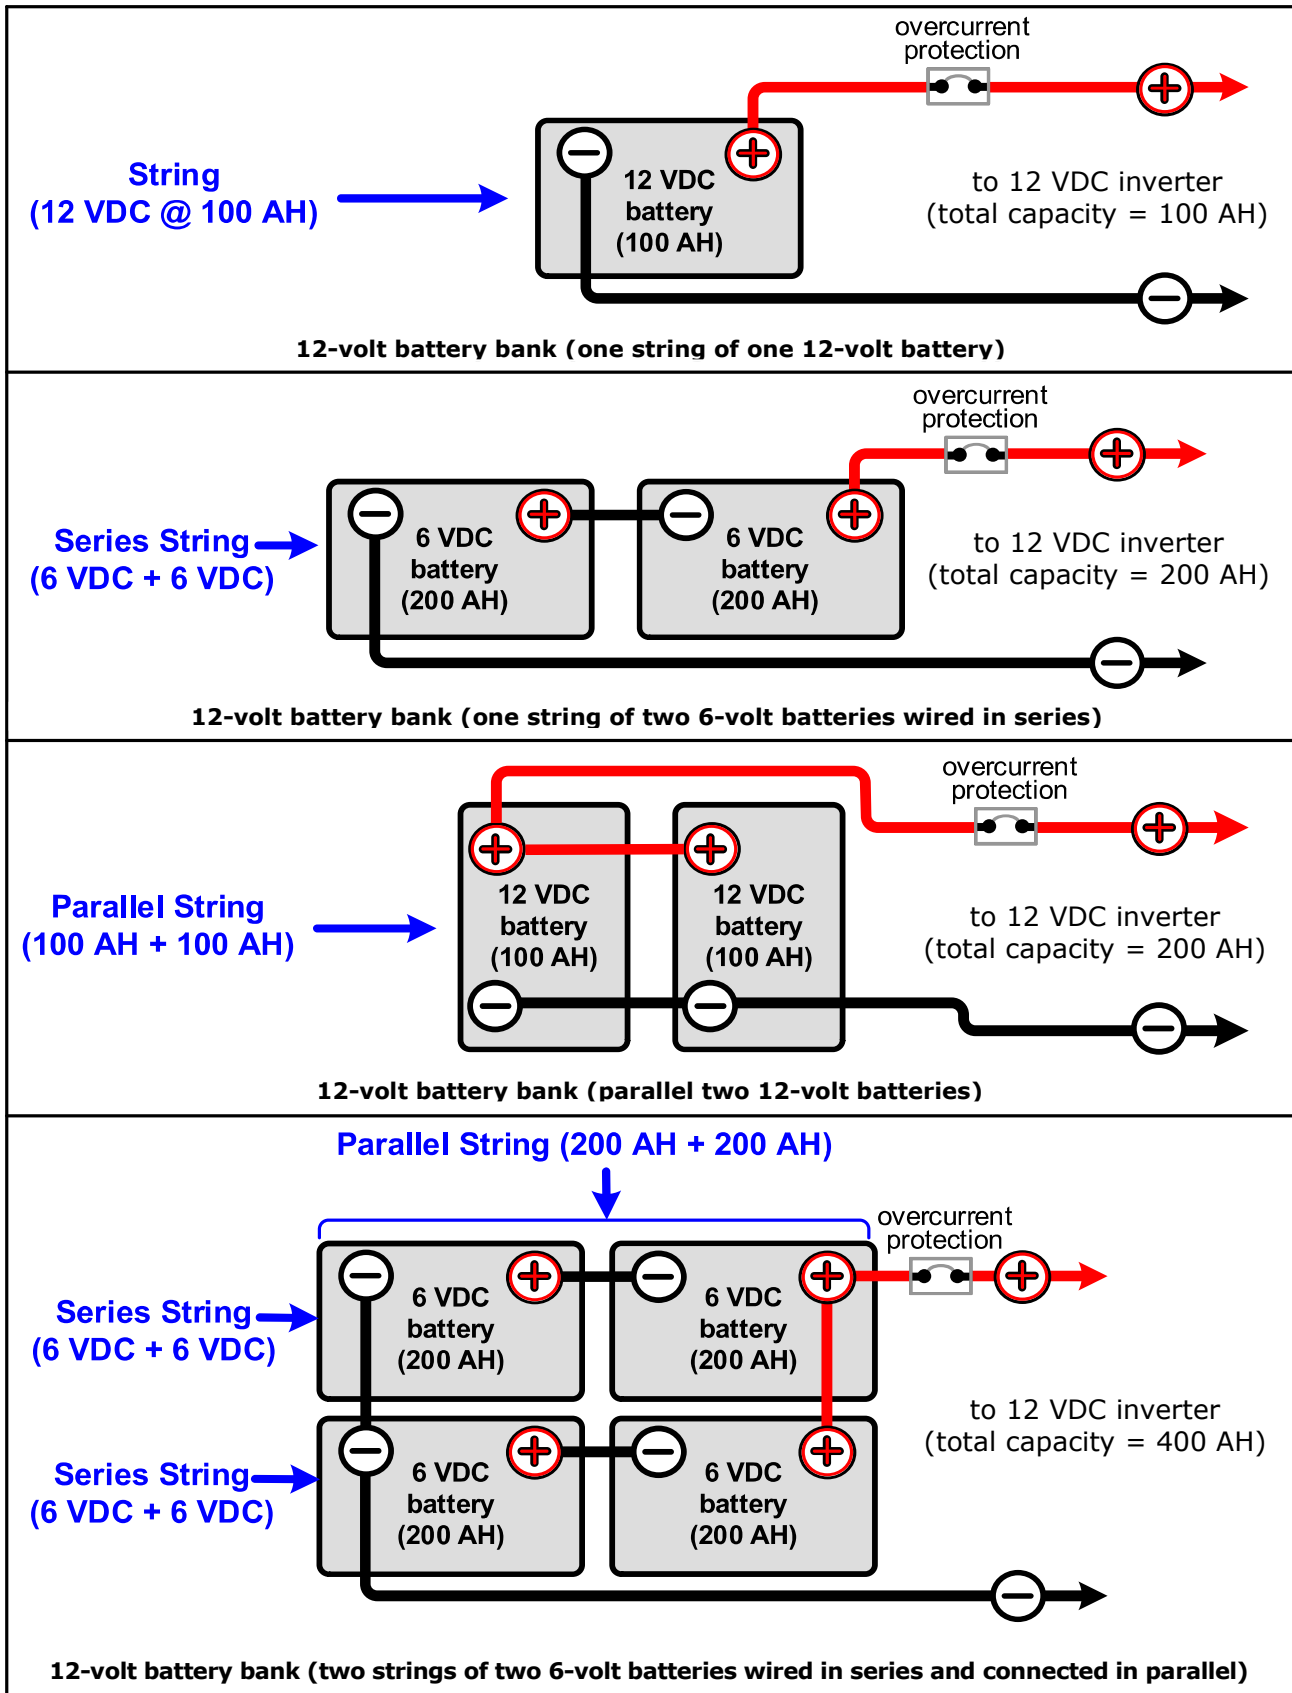 overcurrent
protection
String
(12 VDC @ 100 AH)
12 VDC
battery
(100 AH)
to 12 VDC inverter
(total capacity = 100 AH)
12-volt battery bank (one string of one 12-volt battery)
overcurrent
protection
Series String
(6 VDC + 6 VDC)
6 VDC
battery
(200 AH)
6 VDC
battery
(200 AH)
to 12 VDC inverter
(total capacity = 200 AH)
12-volt battery bank (one string of two 6-volt batteries wired in series)
overcurrent
protection
Parallel String
(100 AH + 100 AH)
12 VDC
battery
(100 AH)
12 VDC
battery
(100 AH)
to 12 VDC inverter
(total capacity = 200 AH)
12-volt battery bank (parallel two 12-volt batteries)
Parallel String (200 AH + 200 AH)
overcurrent
protection
Series String
(6 VDC + 6 VDC)
6 VDC
battery
(200 AH)
6 VDC
battery
(200 AH)
to 12 VDC inverter
(total capacity = 400 AH)
Series String
(6 VDC + 6 VDC)
6 VDC
battery
(200 AH)
6 VDC
battery
(200 AH)
12-volt battery bank (two strings of two 6-volt batteries wired in series and connected in parallel)